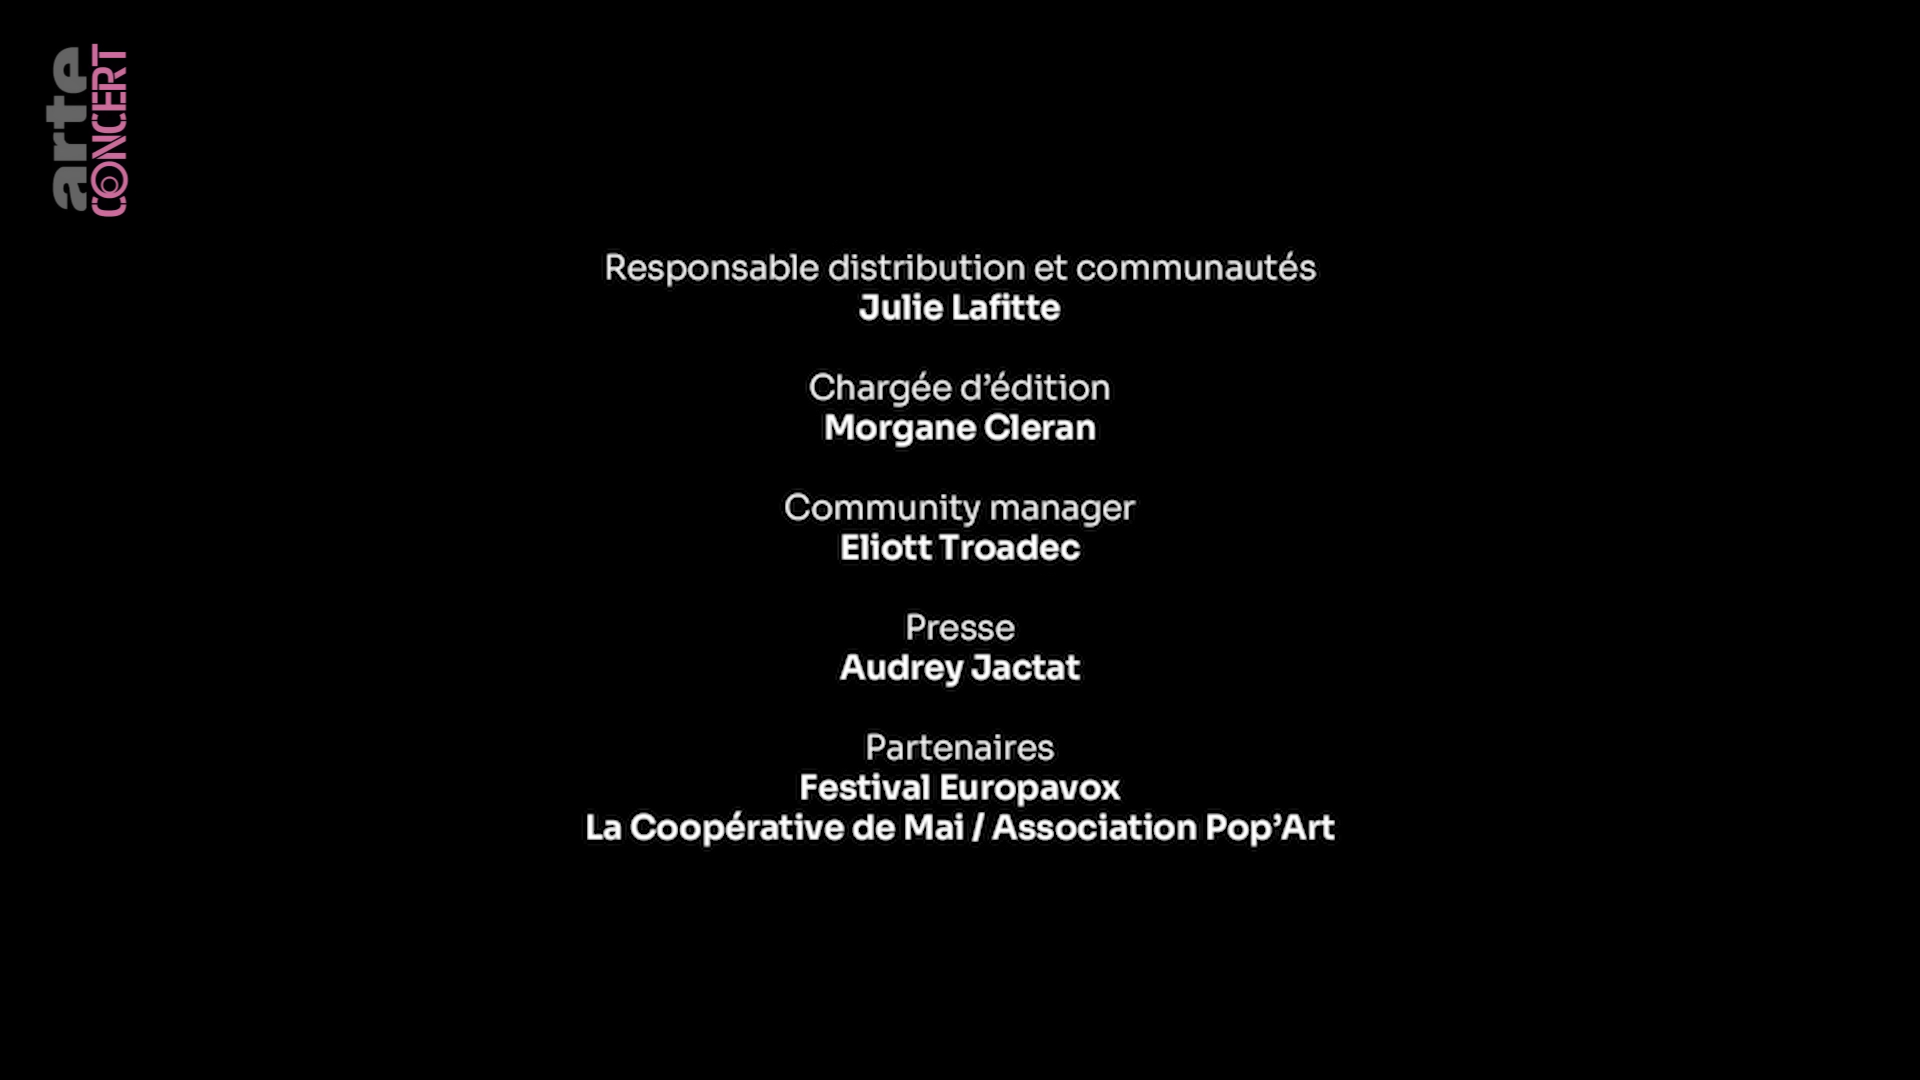 arte
CONCERT
Responsable distribution et communautés
Julie Lafitte
Chargée d’édition
Morgane Cleran
Community manager
Eliott Troadec
Presse
Audrey Jactat
Partenaires
Festival Europavox
La Coopérative de Mai / Association Pop’Art